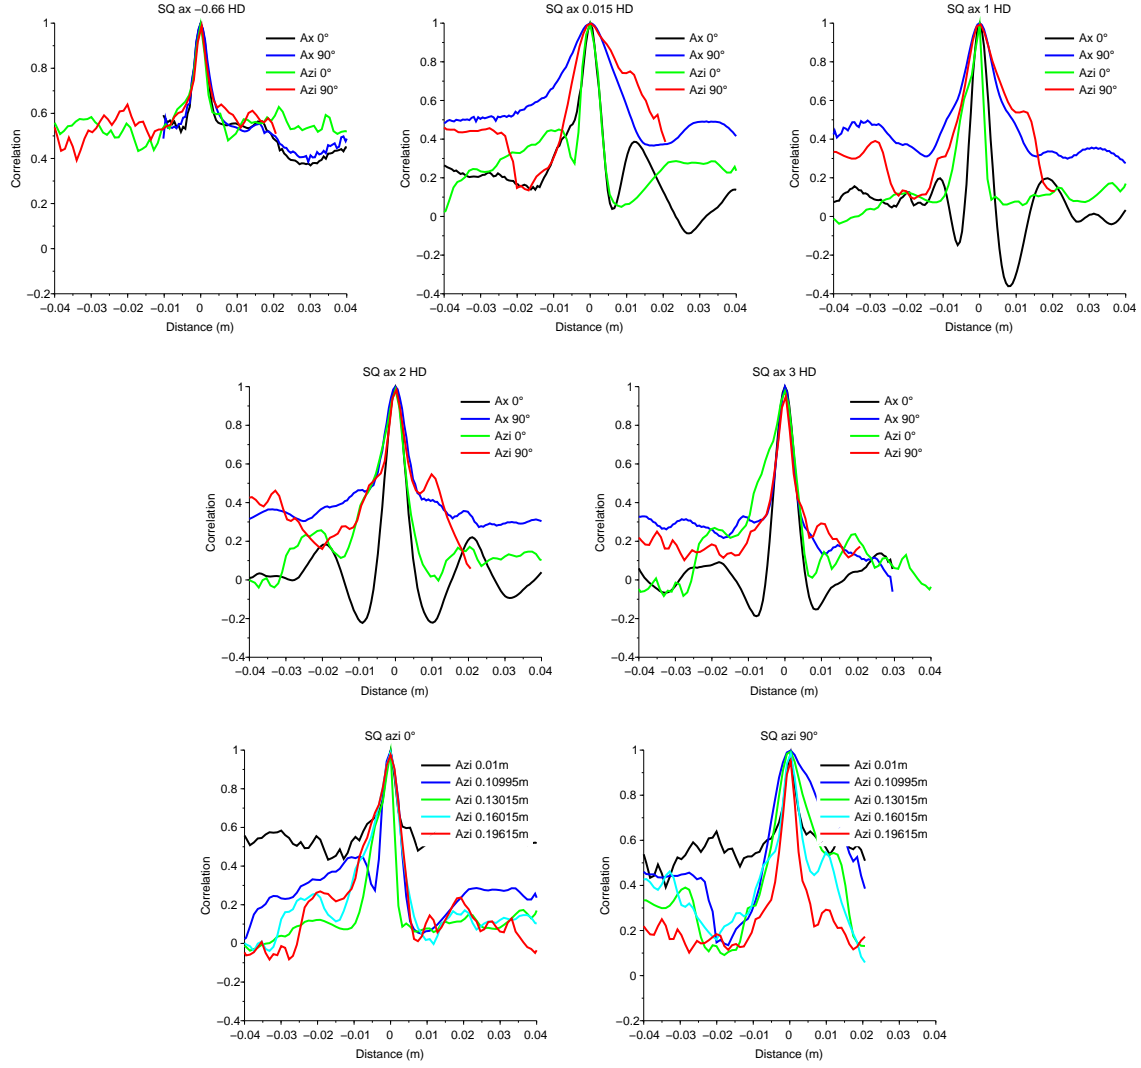 SQ ax −0.66 HD
Correlation
1
0.8
0.6
0.4
0.2
0
−0.2
−0.04 −0.03 −0.02 −0.01 0 0.01 0.02 0.03 0.04
Distance (m)
Ax 0°
Ax 90°
Azi 0°
Azi 90°
SQ ax 0.015 HD
Correlation
1
0.8
0.6
0.4
0.2
0
−0.2
−0.4
−0.04 −0.03 −0.02 −0.01 0 0.01 0.02 0.03 0.04
Distance (m)
Ax 0°
Ax 90°
Azi 0°
Azi 90°
SQ ax 1 HD
Correlation
1
0.8
0.6
0.4
0.2
0
−0.2
−0.4
−0.04 −0.03 −0.02 −0.01 0 0.01 0.02 0.03 0.04
Distance (m)
Ax 0°
Ax 90°
Azi 0°
Azi 90°
SQ ax 2 HD
Correlation
1
0.8
0.6
0.4
0.2
0
−0.2
−0.4
−0.04 −0.03 −0.02 −0.01 0 0.01 0.02 0.03 0.04
Distance (m)
Ax 0°
Ax 90°
Azi 0°
Azi 90°
SQ ax 3 HD
Correlation
1
0.8
0.6
0.4
0.2
0
−0.2
−0.4
−0.04 −0.03 −0.02 −0.01 0 0.01 0.02 0.03 0.04
Distance (m)
Ax 0°
Ax 90°
Azi 0°
Azi 90°
SQ azi 0°
Correlation
1
0.8
0.6
0.4
0.2
0
−0.2
−0.4
−0.04 −0.03 −0.02 −0.01 0 0.01 0.02 0.03 0.04
Distance (m)
Azi 0.01m
Azi 0.10995m
Azi 0.13015m
Azi 0.16015m
Azi 0.19615m
SQ azi 90°
Correlation
1
0.8
0.6
0.4
0.2
0
−0.2
−0.04 −0.03 −0.02 −0.01 0 0.01 0.02 0.03 0.04
Distance (m)
Azi 0.01m
Azi 0.10995m
Azi 0.13015m
Azi 0.16015m
Azi 0.19615m